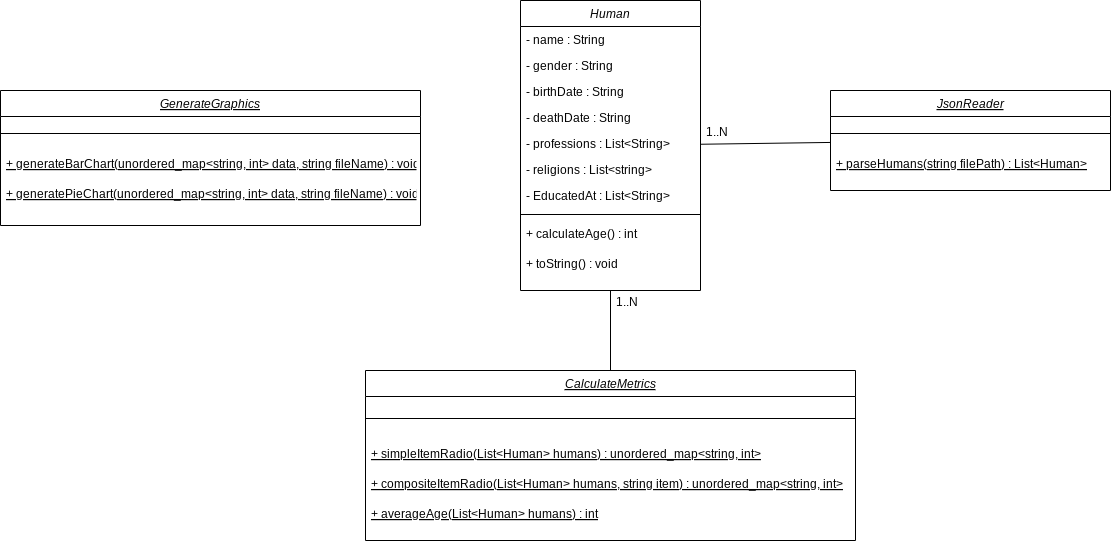 Human
- name : String
- gender : String
- birthDate : String
- deathDate : String
- professions : List<String>
- religions : List<string>
- EducatedAt : List<String>
+ calculateAge() : int
+ toString() : void
GenerateGraphics
+ generateBarChart(unordered_map<string, int> data, string fileName) : void
+ generatePieChart(unordered_map<string, int> data, string fileName) : void
1..N
JsonReader
+ parseHumans(string filePath) : List<Human>
1..N
CalculateMetrics
+ simpleItemRadio(List<Human> humans) : unordered_map<string, int>
+ compositeItemRadio(List<Human> humans, string item) : unordered_map<string, int>
+ averageAge(List<Human> humans) : int